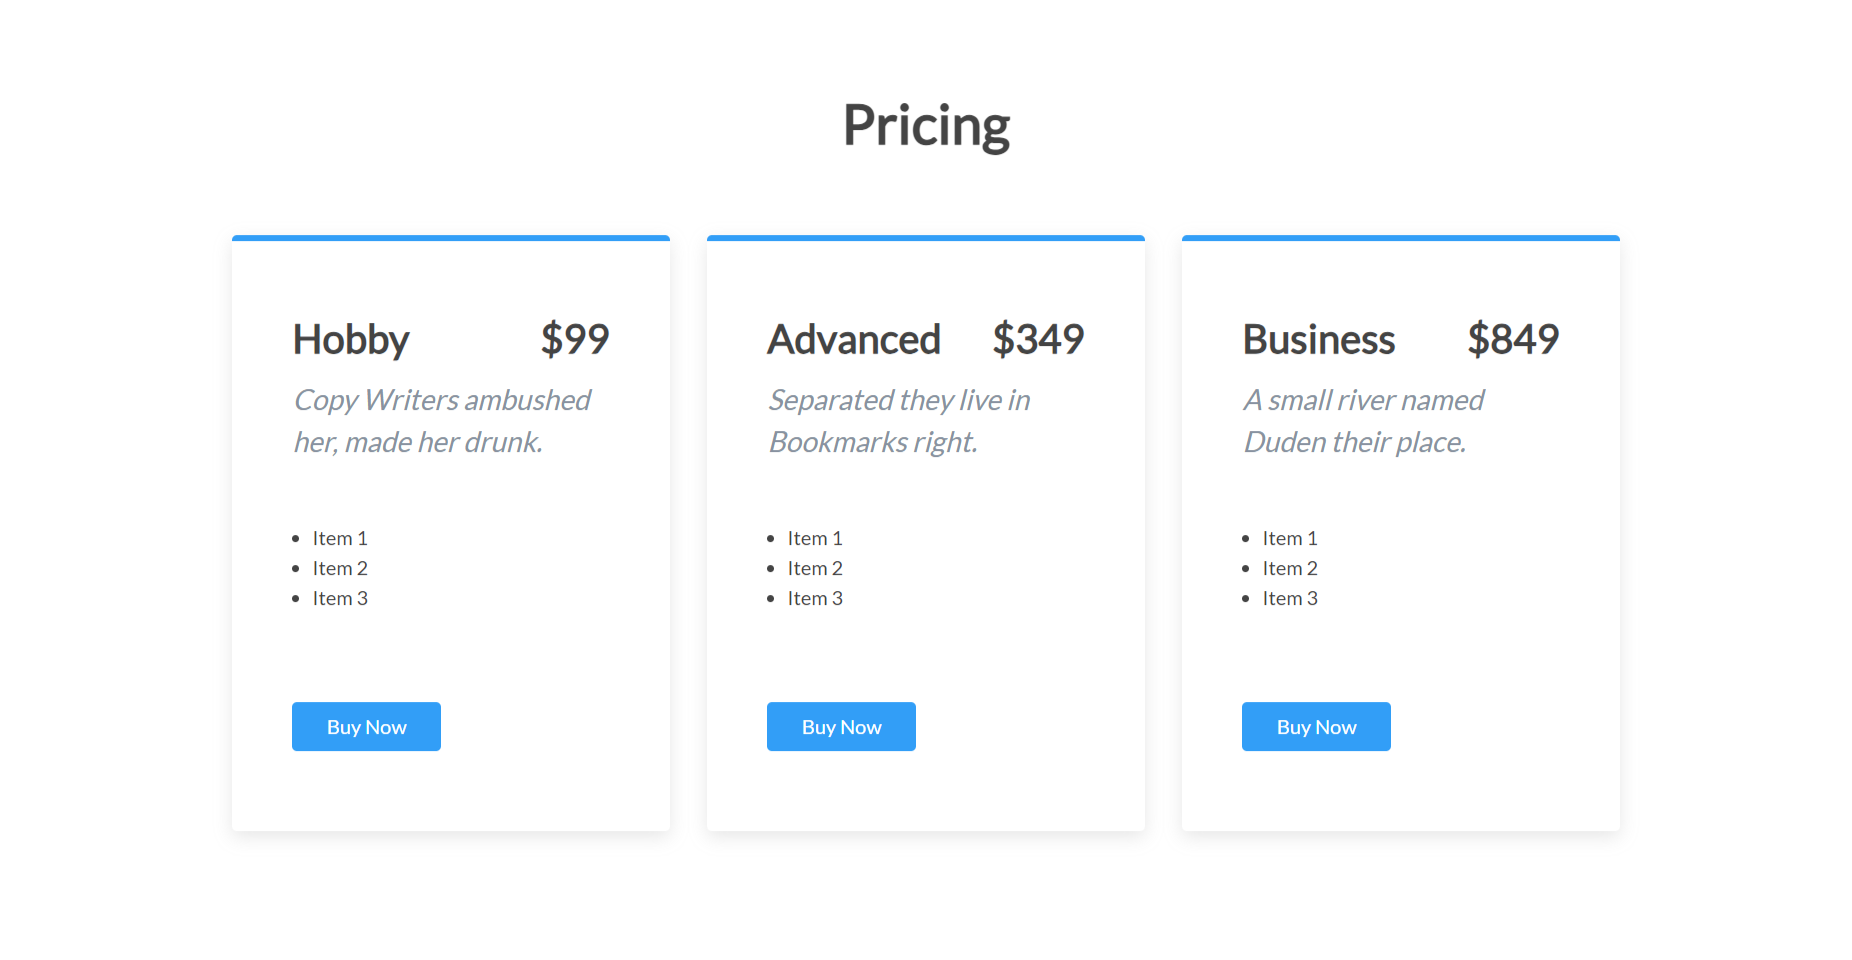 Pricing
Hobby $99
Copy Writers ambushed
her, made her drunk.
• Item 1
• Item 2
• Item 3
Buy Now
Advanced $349
Separated they live in
Bookmarks right.
• Item 1
• Item 2
• Item 3
Buy Now
Business $849
A small river named
Duden their place.
• Item 1
• Item 2
• Item 3
Buy Now